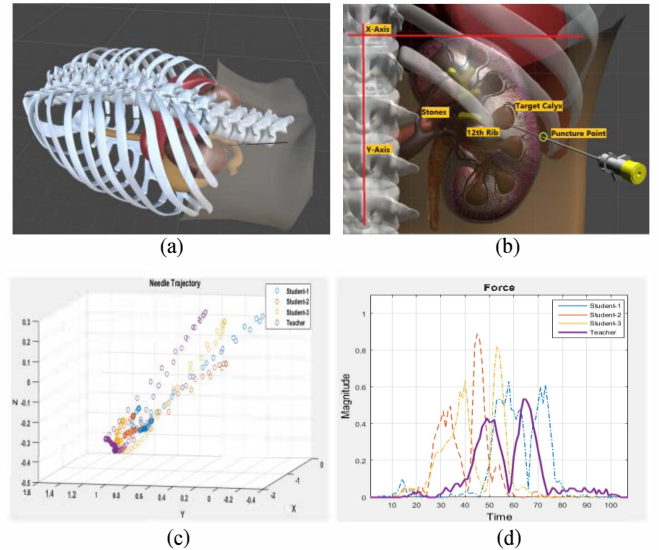 X-Axis
Target Calyx
Stones
12th Rib
Puncture Point
Y-Axis
(a)
(b)
Needle Trajectory
Student-1
Student-2
Student-3
Teacher
0.3
0.2
0.1
0
-0.1
-0.2
-0.3
-0.4
-0.5
Z
1.6
1.4
1.2
1
0.8
0.6
0.4
0.2
0
-0.2
-0.4
Y
-2
-1
0
X
(c)
Force
Student-1
Student-2
Student-3
Teacher
1
0.8
0.6
0.4
0.2
0
Magnitude
10 20 30 40 50 60 70 80 90 100
Time
(d)